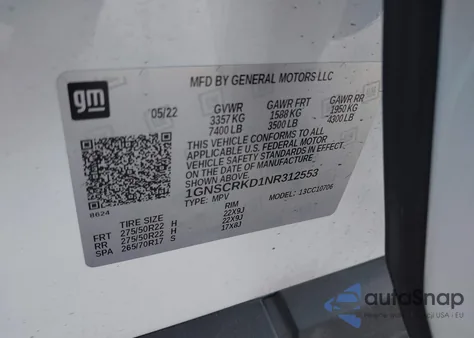 gm
MFD BY GENERAL MOTORS LLC
05/22 GVWR GAWR FRT GAWR RR
3357 KG 1588 KG 1950 KG
7400 LB 3500 LB 4300 LB
THIS VEHICLE CONFORMS TO ALL
APPLICABLE U.S. FEDERAL MOTOR
VEHICLE SAFETY STANDARDS IN EFFECT
ON THE DATE OF MANUFACTURE
SHOWN ABOVE.
1GNSCRKD1NR312553
TYPE: MPV MODEL: 13CC10706
8624
TIRE SIZE RIM
FRT 275/50R22 H 22X9J
RR 275/50R22 H 22X9J
SPA 265/70R17 S 17X8J
autoSnap
USA - EU